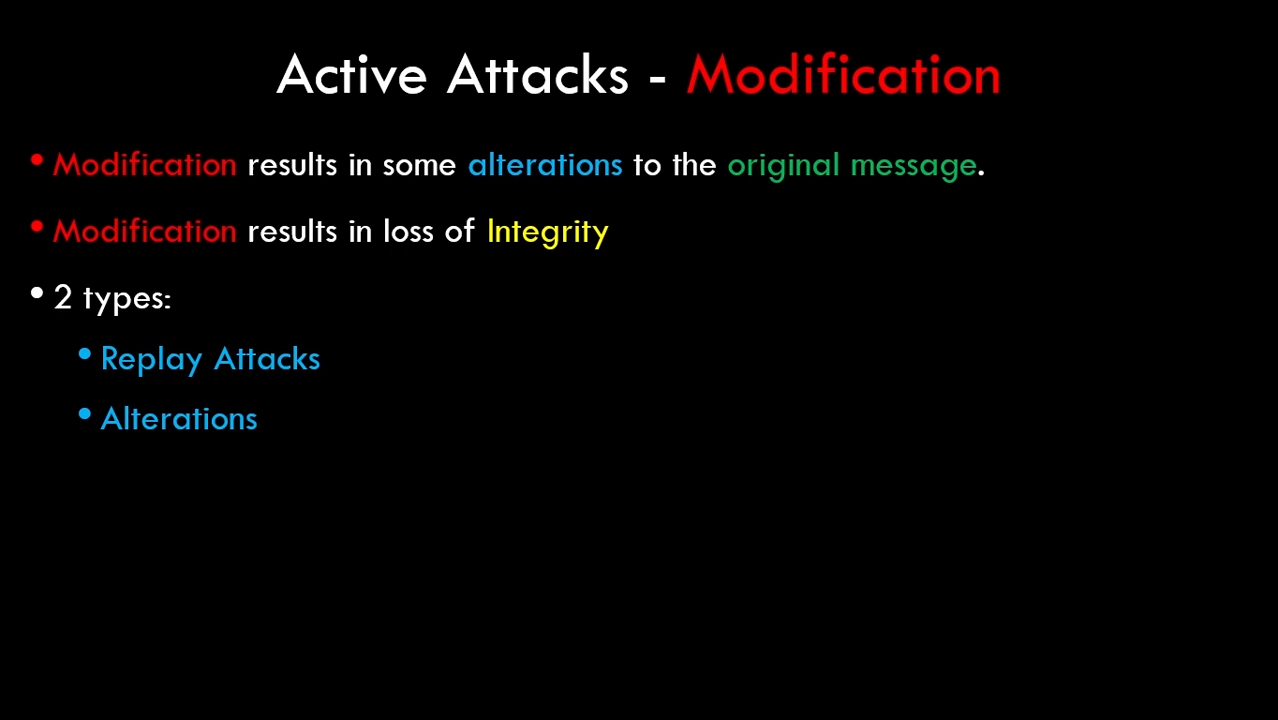 Active Attacks - Modification
• Modification results in some alterations to the original message.
• Modification results in loss of Integrity
• 2 types:
• Replay Attacks
• Alterations